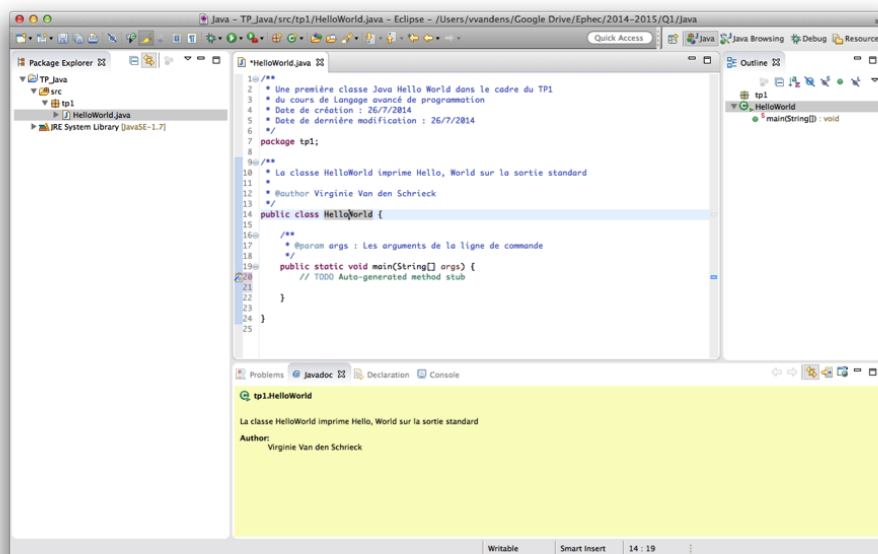 Java – TP_Java/src/tp1/HelloWorld.java – Eclipse – /Users/vvandens/Google Drive/Ephec/2014-2015/Q1/Java
Quick Access
Java
Java Browsing
Debug
Resource
Package Explorer
TP_Java
src
tp1
HelloWorld.java
JRE System Library [JavaSE-1.7]
*HelloWorld.java
1 /**
2 * Une première classe Java Hello World dans le cadre du TP1
3 * du cours de Langage avancé de programmation
4 * Date de création : 26/7/2014
5 * Date de dernière modification : 26/7/2014
6 */
7 package tp1;
8
9 /**
10 * La classe HelloWorld imprime Hello, World sur la sortie standard
11 *
12 * @author Virginie Van den Schrieck
13 */
14 public class HelloWorld {
15
16 /**
17 * @param args : Les arguments de la ligne de commande
18 */
19 public static void main(String[] args) {
20 // TODO Auto-generated method stub
21
22 }
23
24 }
25
Outline
tp1
HelloWorld
main(String[]) : void
Problems
Javadoc
Declaration
Console
tp1.HelloWorld
La classe HelloWorld imprime Hello, World sur la sortie standard
Author:
Virginie Van den Schrieck
Writable
Smart Insert
14 : 19